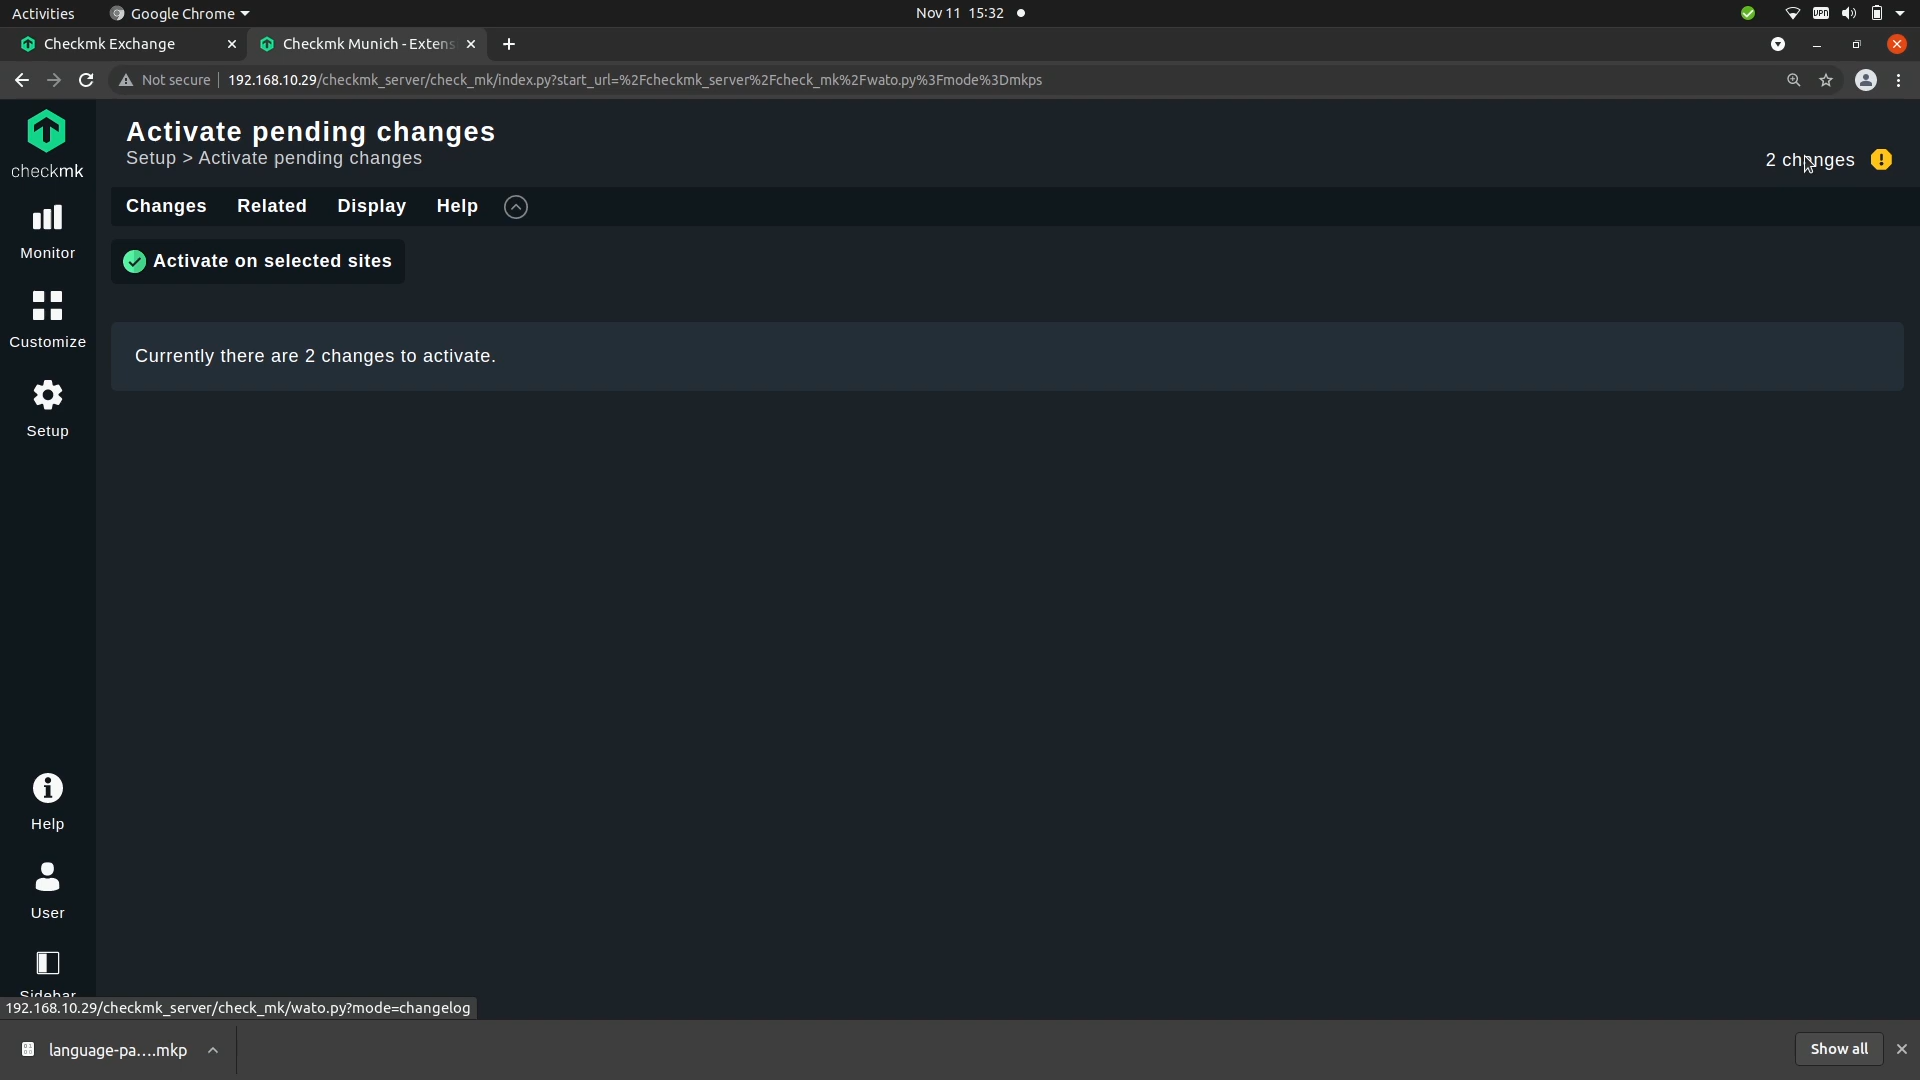 Activities
Google Chrome
Nov 11 15:32
VPN
Checkmk Exchange
Checkmk Munich - Extens
Not secure
192.168.10.29/checkmk_server/check_mk/index.py?start_url=%2Fcheckmk_server%2Fcheck_mk%2Fwato.py%3Fmode%3Dmkps
checkmk
Monitor
Customize
Setup
Help
User
Sidebar
Activate pending changes
Setup > Activate pending changes
2 changes
Changes
Related
Display
Help
Activate on selected sites
Currently there are 2 changes to activate.
192.168.10.29/checkmk_server/check_mk/wato.py?mode=changelog
language-pa....mkp
Show all